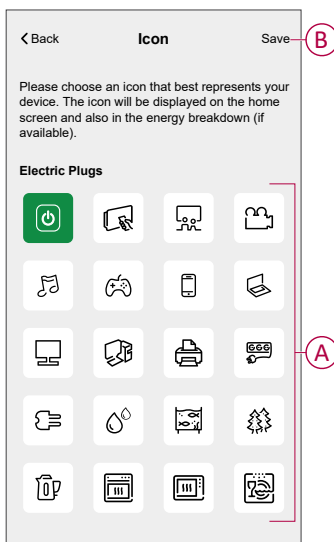 Back Icon Save B
Please choose an icon that best represents your
device. The icon will be displayed on the home
screen and also in the energy breakdown (if
available).
Electric Plugs
A